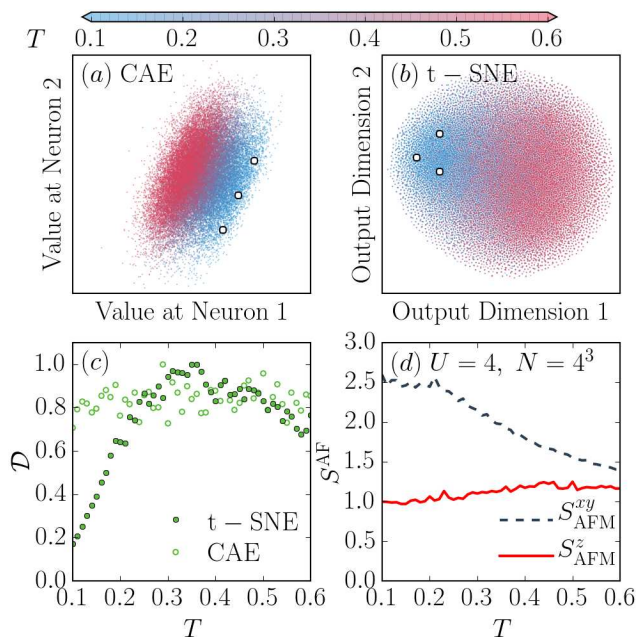 T
0.1 0.2 0.3 0.4 0.5 0.6
(a) CAE
(b) t − SNE
Value at Neuron 2
Output Dimension 2
Value at Neuron 1
Output Dimension 1
(c)
(d) U = 4, N = 4³
1.0
0.8
0.6
0.4
0.2
0.0
D
t − SNE
CAE
0.1 0.2 0.3 0.4 0.5 0.6
T
3.0
2.5
2.0
1.5
1.0
0.5
0.0
S^AF
S^xy_AFM
S^z_AFM
0.1 0.2 0.3 0.4 0.5 0.6
T